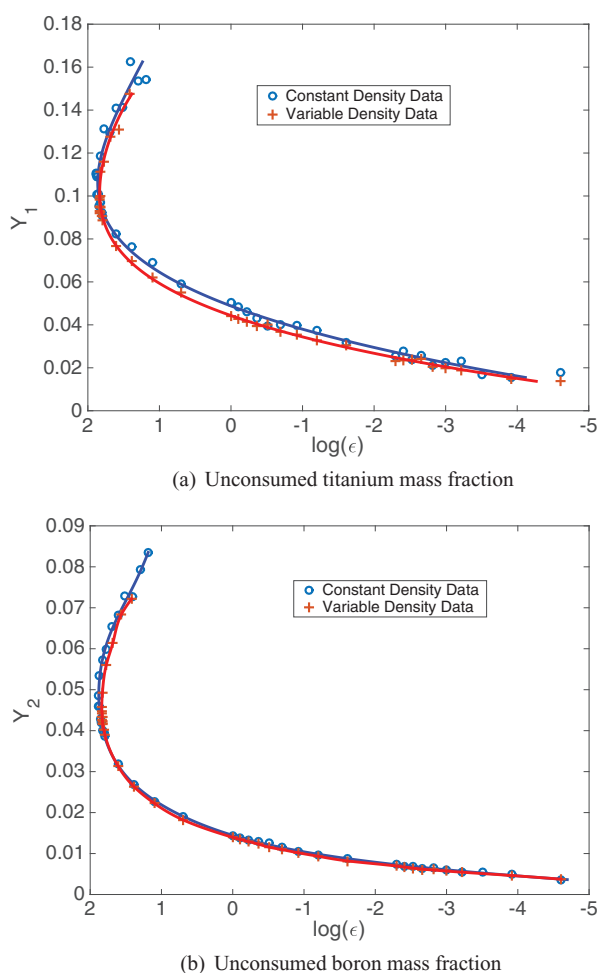 0.18
0.16
0.14
0.12
0.1
0.08
0.06
0.04
0.02
0
Y_1
Constant Density Data
Variable Density Data
2 1 0 -1 -2 -3 -4 -5
log(ϵ)
(a) Unconsumed titanium mass fraction
0.09
0.08
0.07
0.06
0.05
0.04
0.03
0.02
0.01
0
Y_2
Constant Density Data
Variable Density Data
2 1 0 -1 -2 -3 -4 -5
log(ϵ)
(b) Unconsumed boron mass fraction